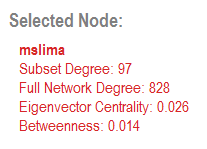 Selected Node:
mslima
Subset Degree: 97
Full Network Degree: 828
Eigenvector Centrality: 0.026
Betweenness: 0.014